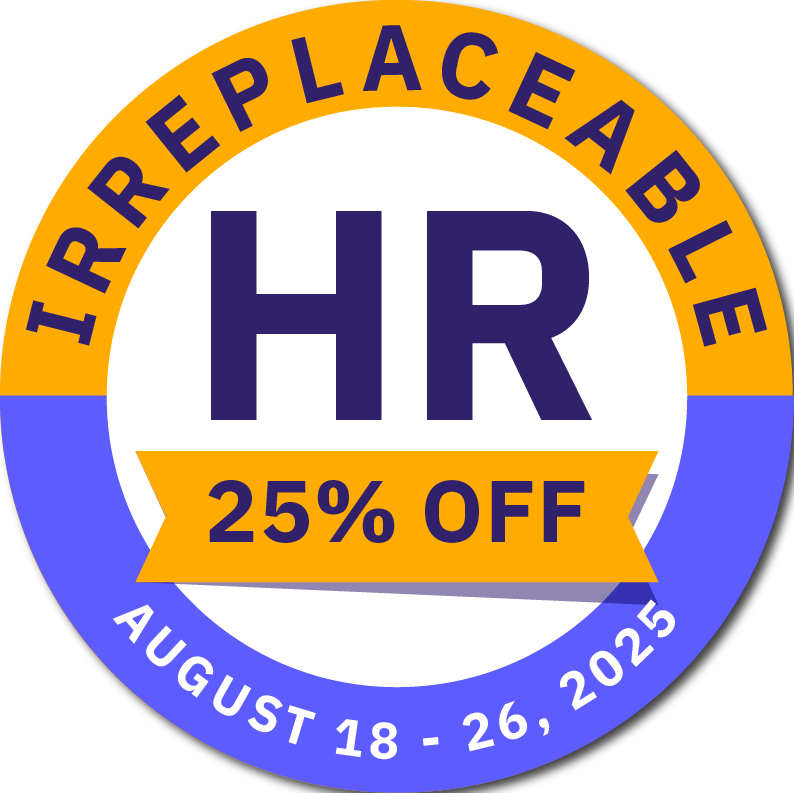 IRREPLACEABLE
HR
25% OFF
AUGUST 18 - 26, 2025